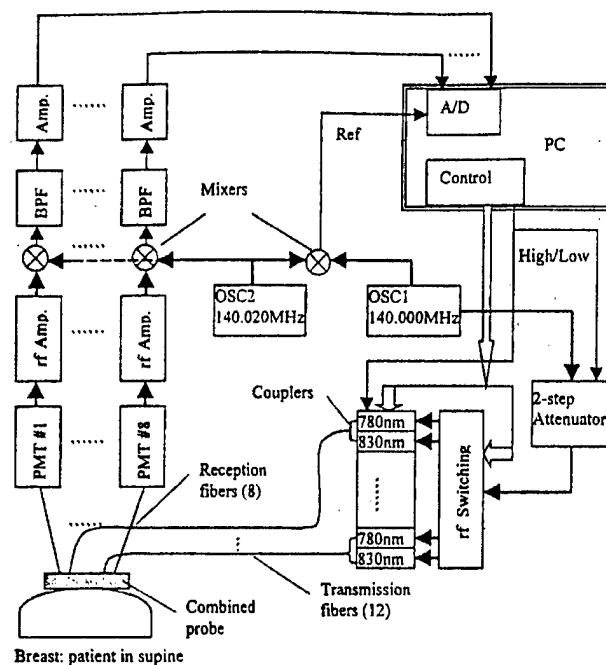 Amp.
Amp.
A/D
PC
Ref
Control
BPF
BPF
Mixers
High/Low
OSC2
140.020MHz
OSC1
140.000MHz
rf Amp.
rf Amp.
Couplers
2-step
Attenuator
780nm
830nm
PMT #1
PMT #8
rf Switching
Reception
fibers (8)
780nm
830nm
Transmission
fibers (12)
Combined
probe
Breast: patient in supine